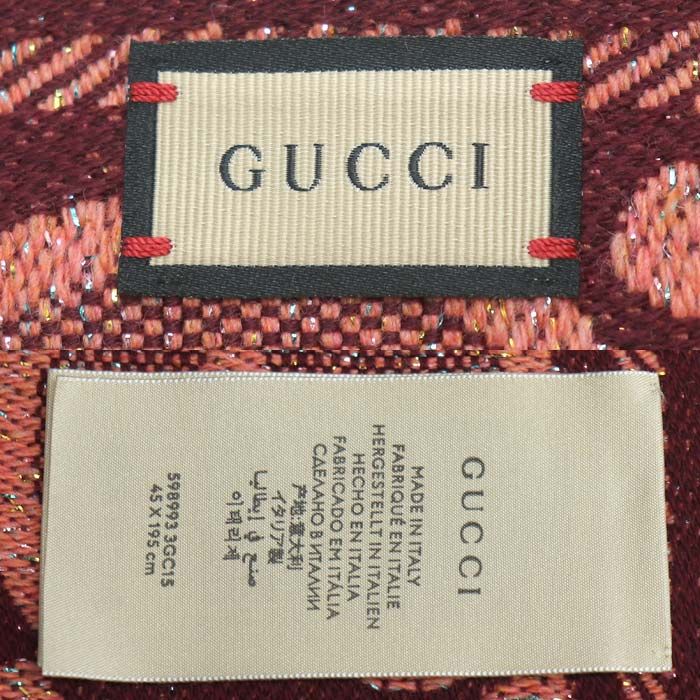 GUCCI
GUCCI
MADE IN ITALY
FABRIQUÉ EN ITALIE
HERGESTELLT IN ITALIEN
HECHO EN ITALIA
FABRICADO EM ITÁLIA
СДЕЛАНО В ИТАЛИИ
产地:意大利
イタリア製
صنع في إيطاليا
이태리제
598993 3GC15
45 X 195 cm